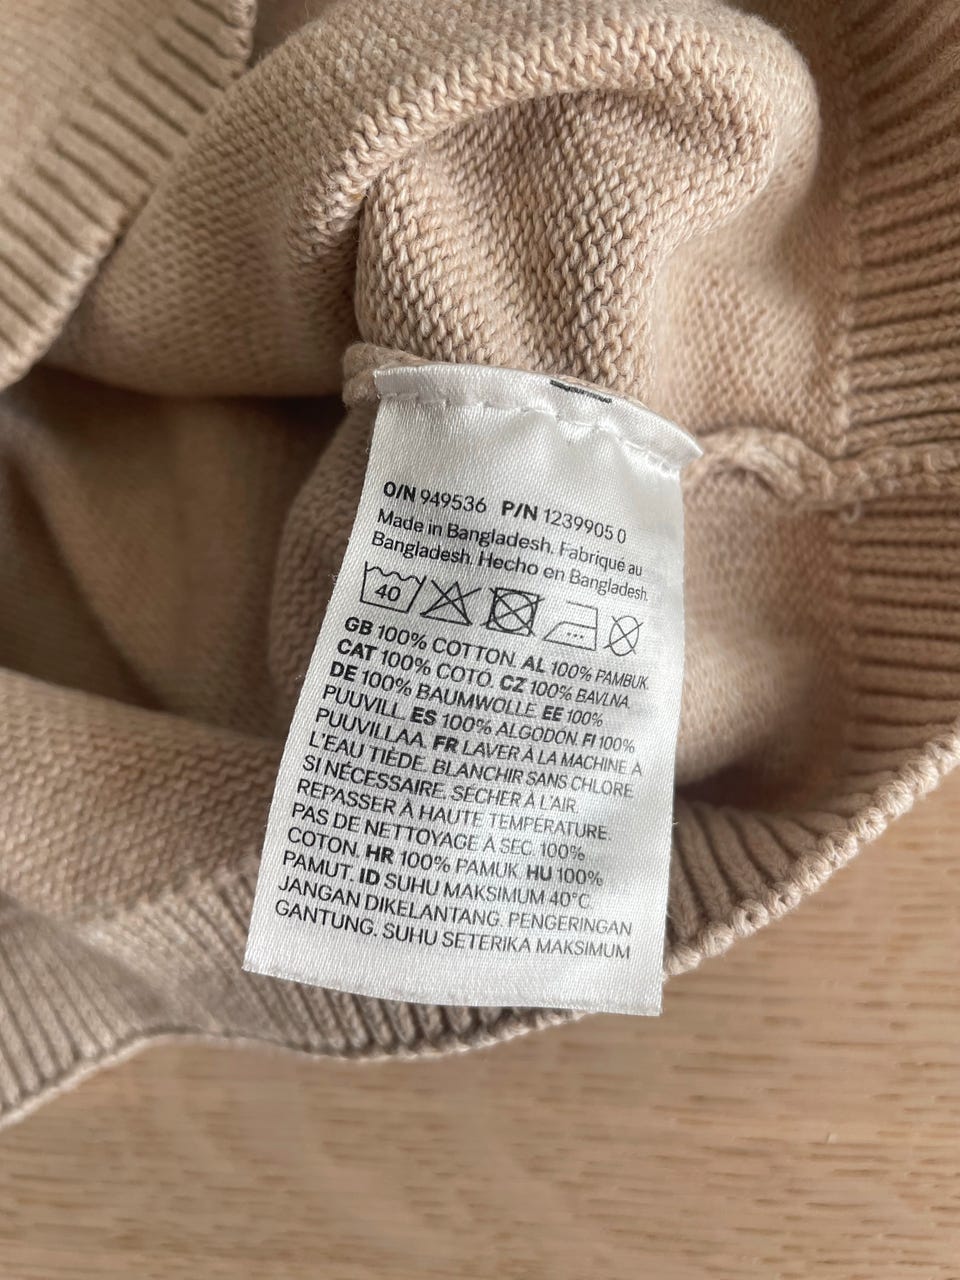 O/N 949536 P/N 1239905 0
Made in Bangladesh. Fabriqué au
Bangladesh. Hecho en Bangladesh.
40
GB 100% COTTON. AL 100% PAMBUK.
CAT 100% COTÓ. CZ 100% BAVLNA.
DE 100% BAUMWOLLE. EE 100%
PUUVILL. ES 100% ALGODON. FI 100%
PUUVILLAA. FR LAVER À LA MACHINE À
L'EAU TIÈDE. BLANCHIR SANS CHLORE
SI NÉCESSAIRE. SÉCHER À L'AIR.
REPASSER À HAUTE TEMPÉRATURE.
PAS DE NETTOYAGE À SEC. 100%
COTON. HR 100% PAMUK. HU 100%
PAMUT. ID SUHU MAKSIMUM 40°C.
JANGAN DIKELANTANG. PENGERINGAN
GANTUNG. SUHU SETERIKA MAKSIMUM